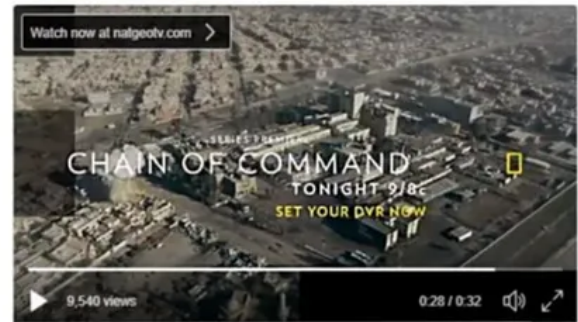 Watch now at natgeotv.com
SERIES PREMIERE
CHAIN OF COMMAND
TONIGHT 9/8c
SET YOUR DVR NOW
9,540 views
0:28 / 0:32